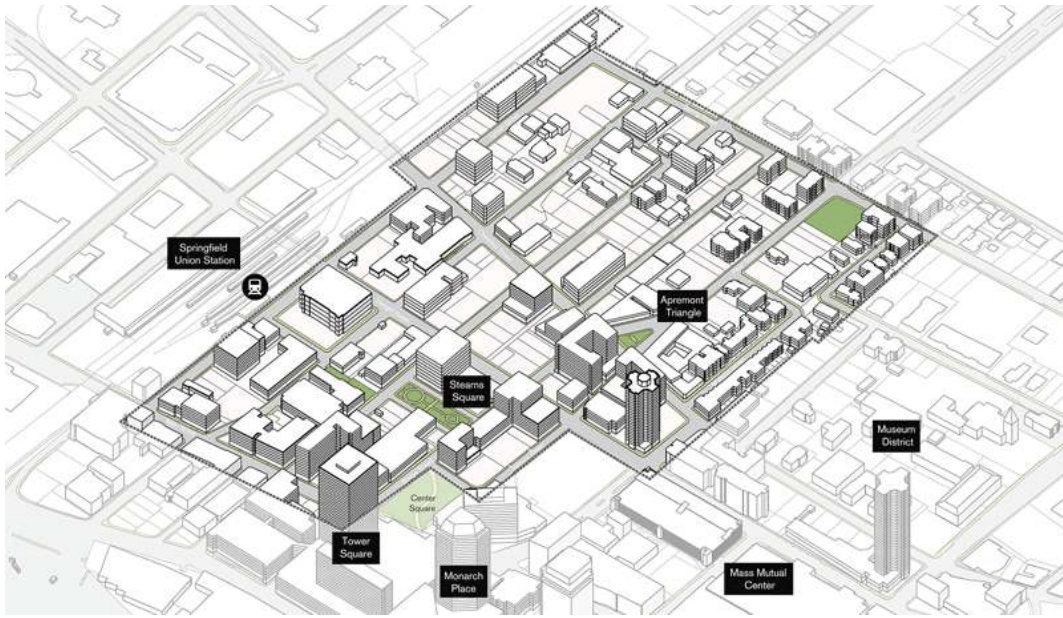 Springfield
Union Station
Apremont
Triangle
Stearns
Square
Museum
District
Center
Square
Tower
Square
Monarch
Place
Mass Mutual
Center